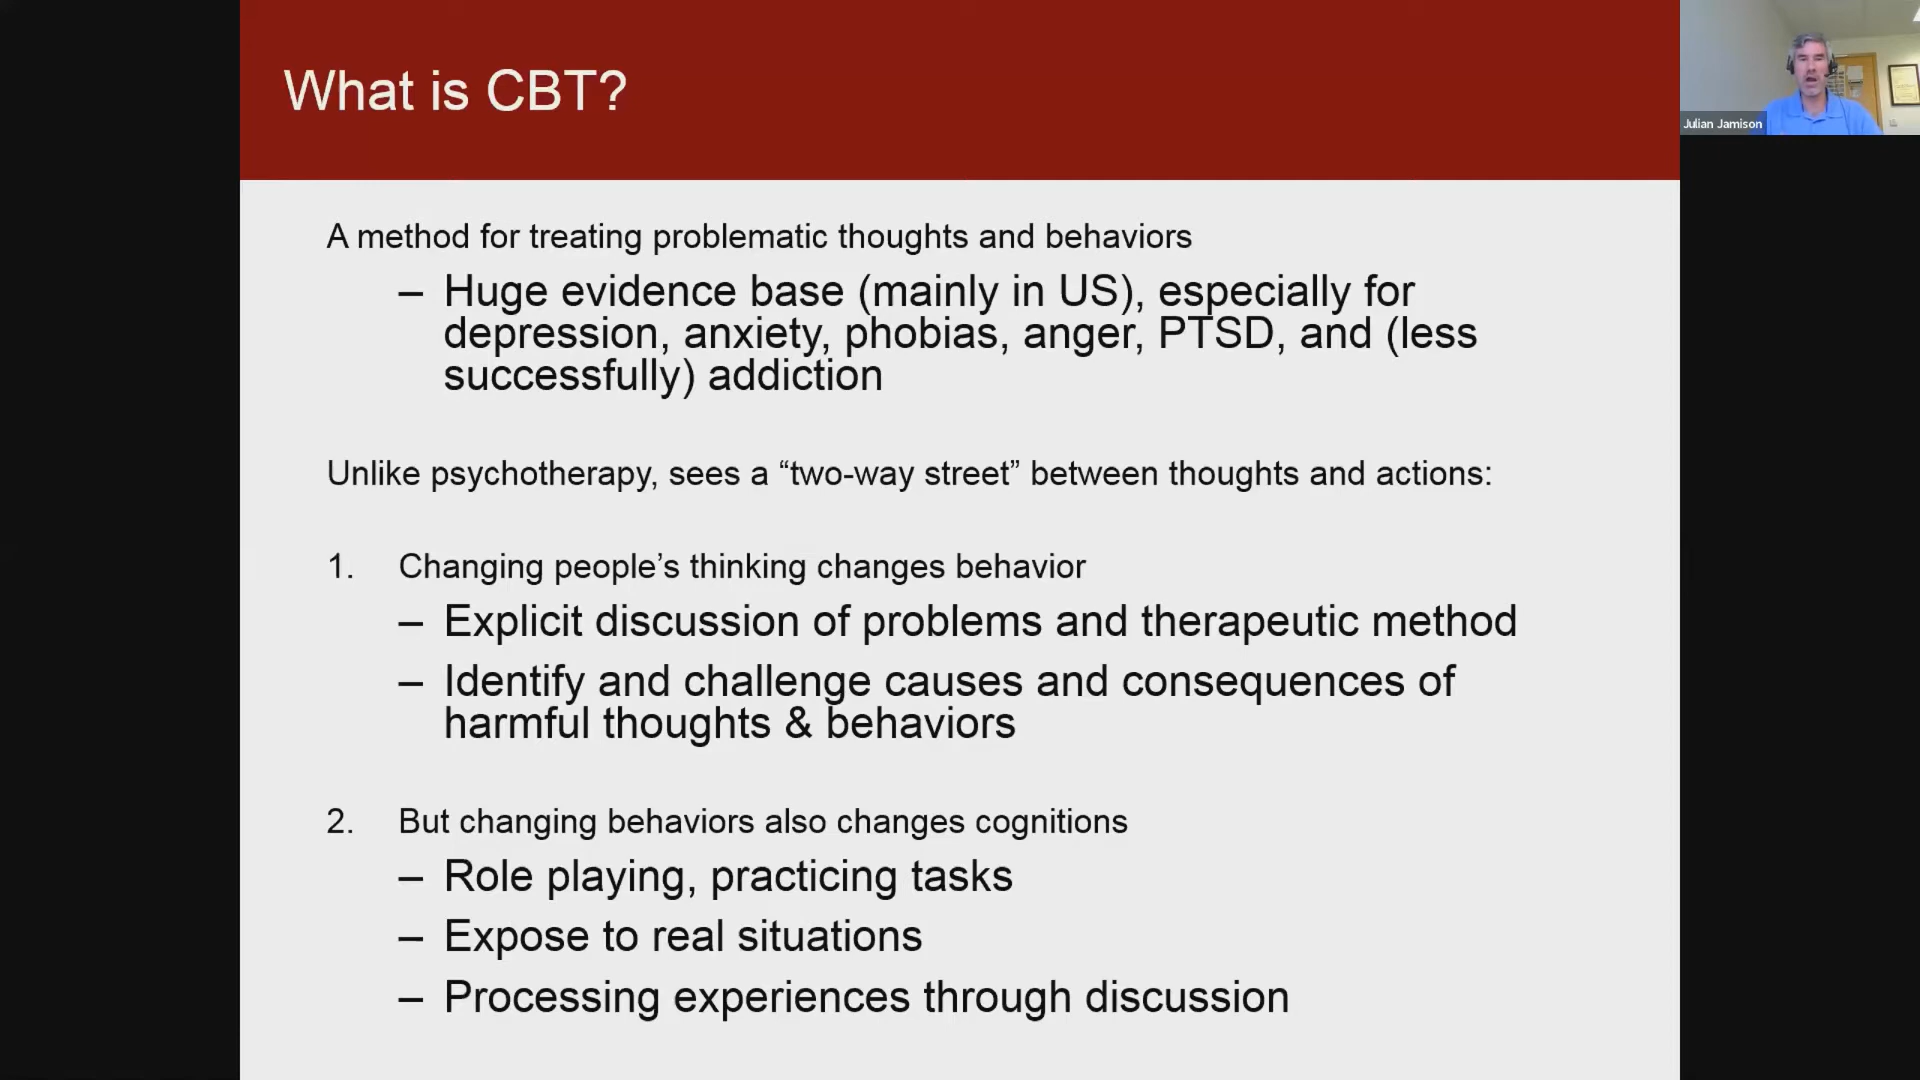 What is CBT?
Julian Jamison
A method for treating problematic thoughts and behaviors
– Huge evidence base (mainly in US), especially for
depression, anxiety, phobias, anger, PTSD, and (less
successfully) addiction
Unlike psychotherapy, sees a “two-way street” between thoughts and actions:
1. Changing people’s thinking changes behavior
– Explicit discussion of problems and therapeutic method
– Identify and challenge causes and consequences of
harmful thoughts & behaviors
2. But changing behaviors also changes cognitions
– Role playing, practicing tasks
– Expose to real situations
– Processing experiences through discussion